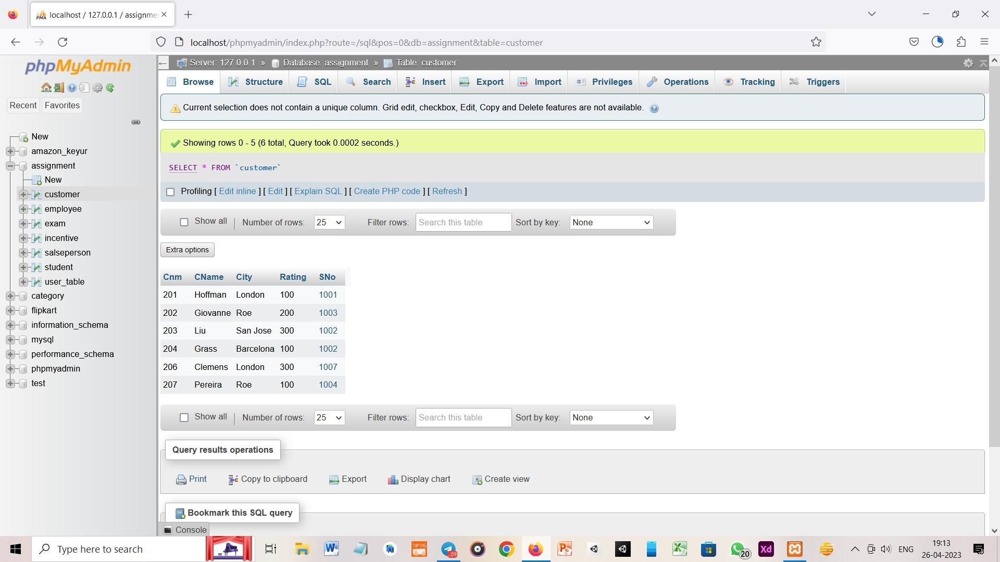 localhost / 127.0.0.1 / assignme
localhost/phpmyadmin/index.php?route=/sql&pos=0&db=assignment&table=customer
phpMyAdmin
Recent Favorites
New
amazon_keyur
assignment
New
customer
employee
exam
incentive
salseperson
student
user_table
category
flipkart
information_schema
mysql
performance_schema
phpmyadmin
test
Server: 127.0.0.1 » Database: assignment » Table: customer
Browse Structure SQL Search Insert Export Import Privileges Operations Tracking Triggers
Current selection does not contain a unique column. Grid edit, checkbox, Edit, Copy and Delete features are not available.
Showing rows 0 - 5 (6 total, Query took 0.0002 seconds.)
SELECT * FROM `customer`
Profiling [ Edit inline ] [ Edit ] [ Explain SQL ] [ Create PHP code ] [ Refresh ]
Show all | Number of rows: 25 Filter rows: Search this table Sort by key: None
Extra options
Cnm CName City Rating SNo
201 Hoffman London 100 1001
202 Giovanne Roe 200 1003
203 Liu San Jose 300 1002
204 Grass Barcelona 100 1002
206 Clemens London 300 1007
207 Pereira Roe 100 1004
Show all | Number of rows: 25 Filter rows: Search this table Sort by key: None
Query results operations
Print Copy to clipboard Export Display chart Create view
Bookmark this SQL query
Console
Type here to search
20
Xd
ENG
19:13
26-04-2023